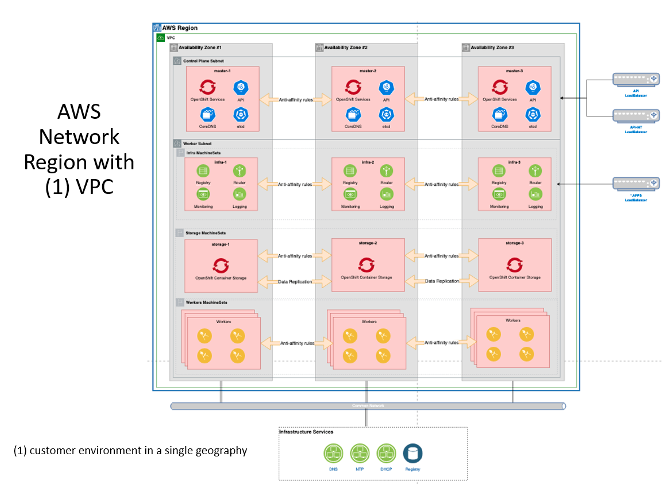 AWS
Network
Region with
(1) VPC
AWS Region
VPC
Availability Zone #1
Availability Zone #2
Availability Zone #3
Control Plane Subnet
master-1
master-2
master-3
OpenShift Services
API
CoreDNS
etcd
Anti-affinity rules
OpenShift Services
API
CoreDNS
etcd
Anti-affinity rules
OpenShift Services
API
CoreDNS
etcd
API
LoadBalancer
API-INT
LoadBalancer
Worker Subnet
Infra MachineSets
infra-1
infra-2
infra-3
Registry
Router
Monitoring
Logging
Anti-affinity rules
Registry
Router
Monitoring
Logging
Anti-affinity rules
Registry
Router
Monitoring
Logging
*.APPS
LoadBalancer
Storage MachineSets
storage-1
storage-2
storage-3
OpenShift Container Storage
Anti-affinity rules
Data Replication
OpenShift Container Storage
Anti-affinity rules
Data Replication
OpenShift Container Storage
Workers MachineSets
Workers
Workers
Workers
Anti-affinity rules
Anti-affinity rules
Infrastructure Services
DNS
NTP
DHCP
Registry
(1) customer environment in a single geography